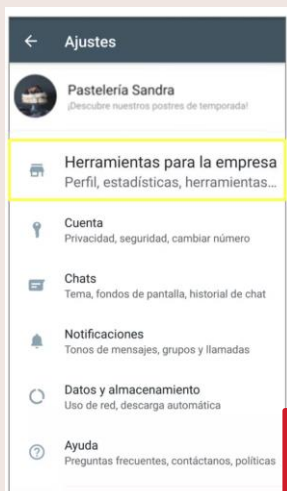 Ajustes
Pastelería Sandra
¡Descubre nuestros postres de temporada!
Herramientas para la empresa
Perfil, estadísticas, herramientas...
Cuenta
Privacidad, seguridad, cambiar número
Chats
Tema, fondos de pantalla, historial de chat
Notificaciones
Tonos de mensajes, grupos y llamadas
Datos y almacenamiento
Uso de red, descarga automática
Ayuda
Preguntas frecuentes, contáctanos, políticas